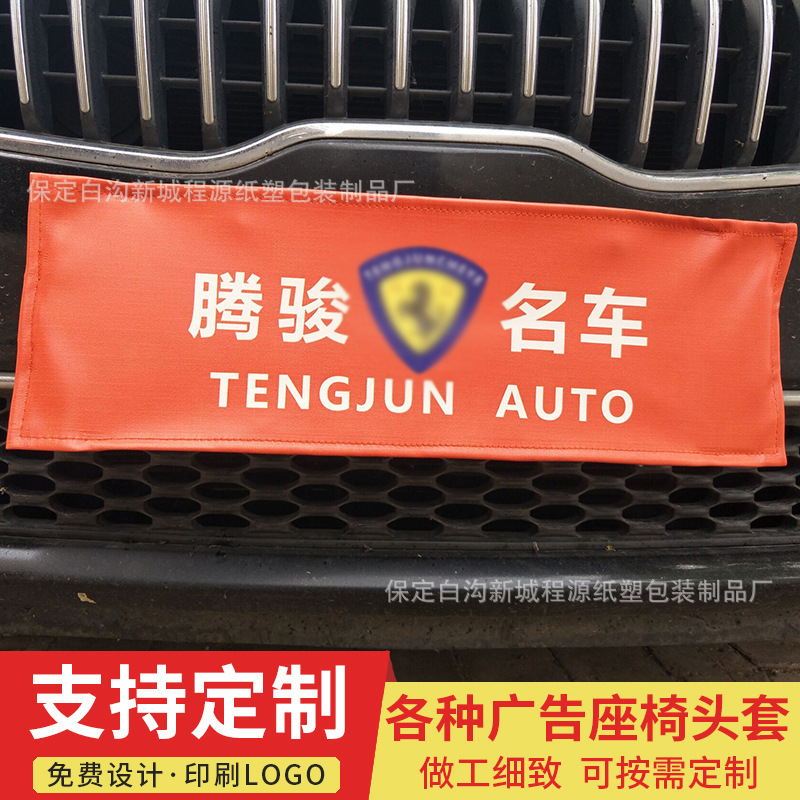 保定白沟新城程源纸塑包装制品厂
腾骏 名车
TENGJUN AUTO
保定白沟新城程源纸塑包装制品厂
支持定制
免费设计·印刷LOGO
各种广告座椅头套
做工细致 可按需定制